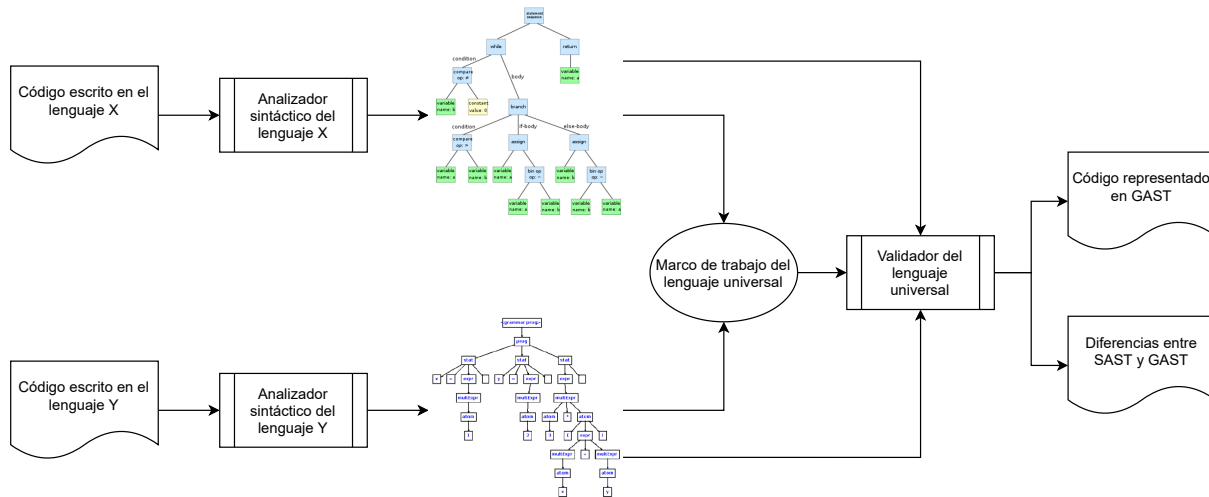 Código escrito en el
lenguaje X
Analizador
sintáctico del
lenguaje X
statement
sequence
while
return
condition
body
compare
op: ≠
variable
name: a
variable
name: b
constant
value: 0
branch
condition
if-body
else-body
compare
op: >
assign
assign
variable
name: a
variable
name: b
variable
name: a
bin op
op: −
variable
name: b
bin op
op: −
variable
name: a
variable
name: b
variable
name: b
variable
name: a
Marco de trabajo del
lenguaje universal
Validador del
lenguaje
universal
Código representado
en GAST
Diferencias entre
SAST y GAST
Código escrito en el
lenguaje Y
Analizador
sintáctico del
lenguaje Y
prog
stat
stat
stat
x
=
expr
y
=
expr
expr
multExpr
multExpr
multExpr
atom
atom
atom
*
atom
1
2
3
(
expr
)
multExpr
multExpr
atom
atom
x
y